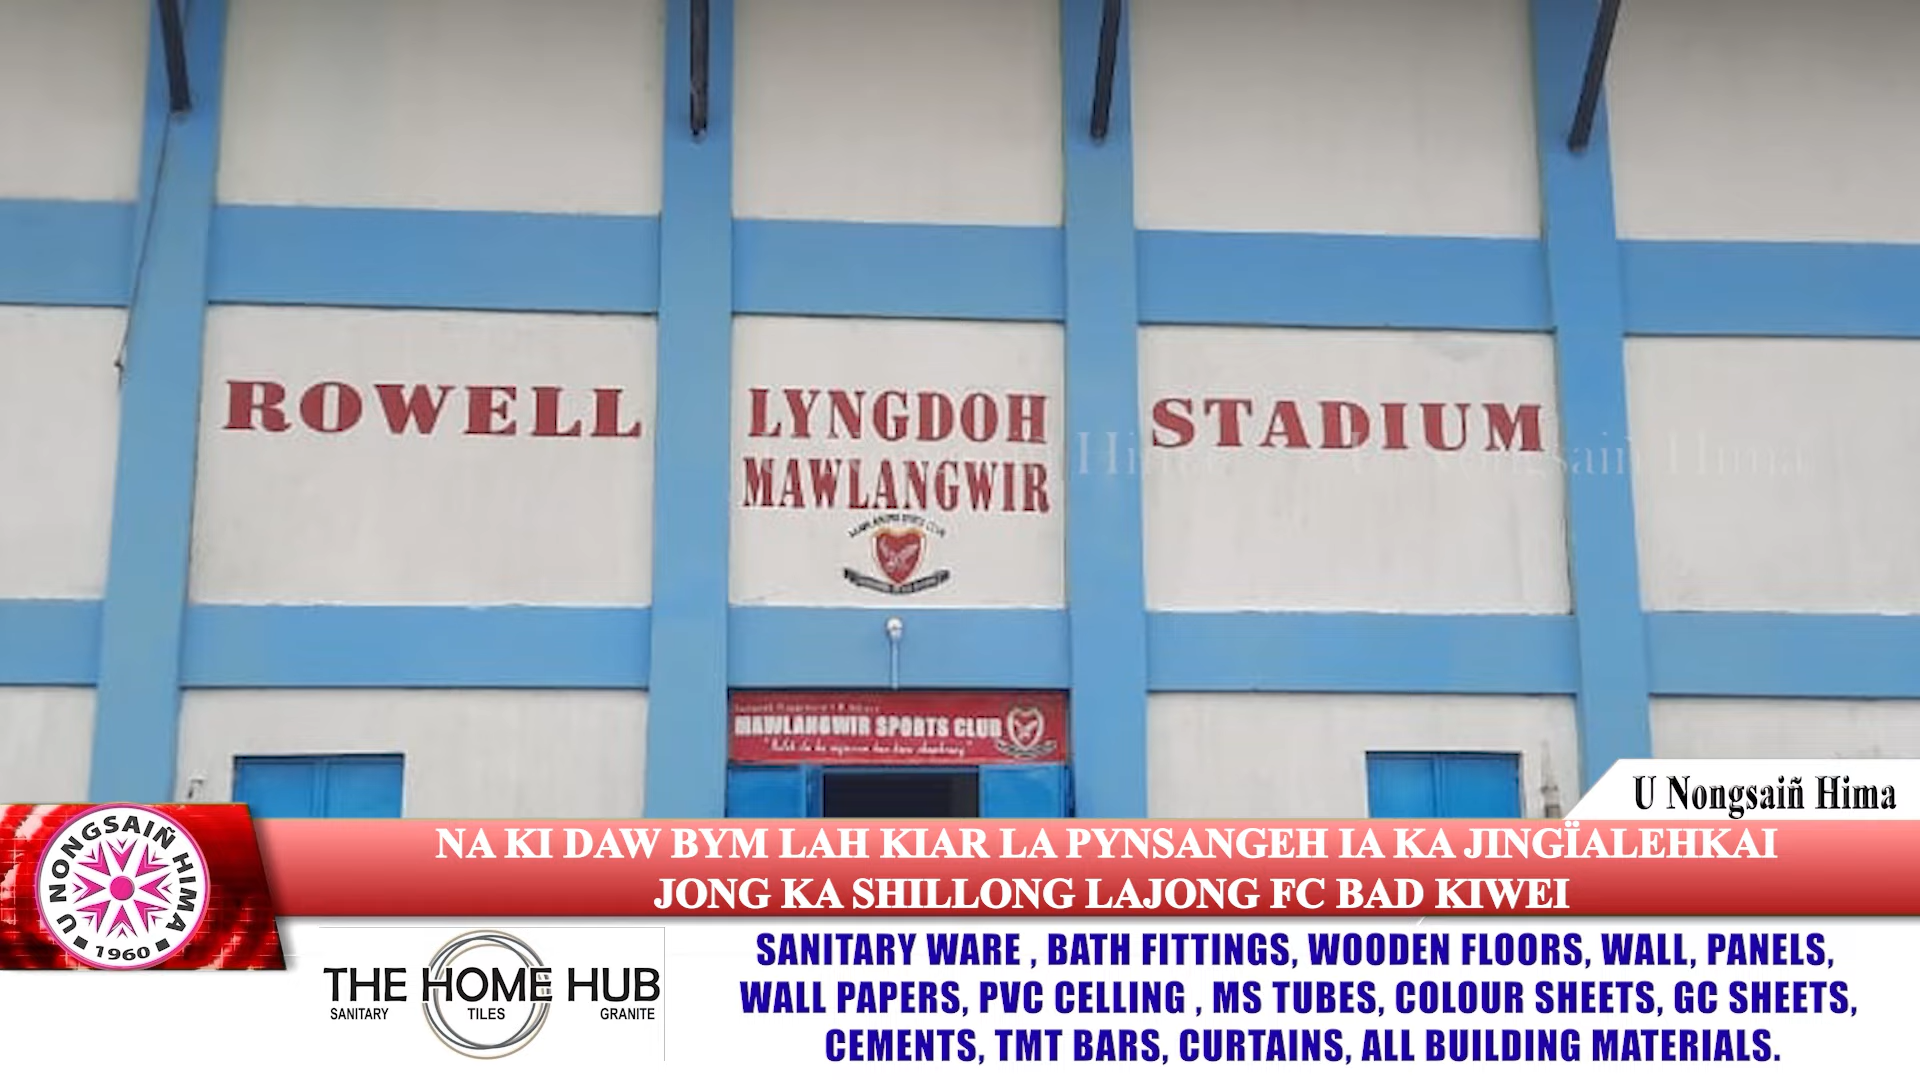 ROWELL LYNGDOH STADIUM
MAWLANGWIR
MAWLANGWIR SPORTS CLUB
U Nongsaiñ Hima
U Nongsaiñ Hima
NA KI DAW BYM LAH KIAR LA PYNSANGEH IA KA JINGÏALEHKAI
JONG KA SHILLONG LAJONG FC BAD KIWEI
U NONGSAIÑ HIMA
1960
THE HOME HUB
SANITARY TILES GRANITE
SANITARY WARE , BATH FITTINGS, WOODEN FLOORS, WALL, PANELS,
WALL PAPERS, PVC CELLING , MS TUBES, COLOUR SHEETS, GC SHEETS,
CEMENTS, TMT BARS, CURTAINS, ALL BUILDING MATERIALS.